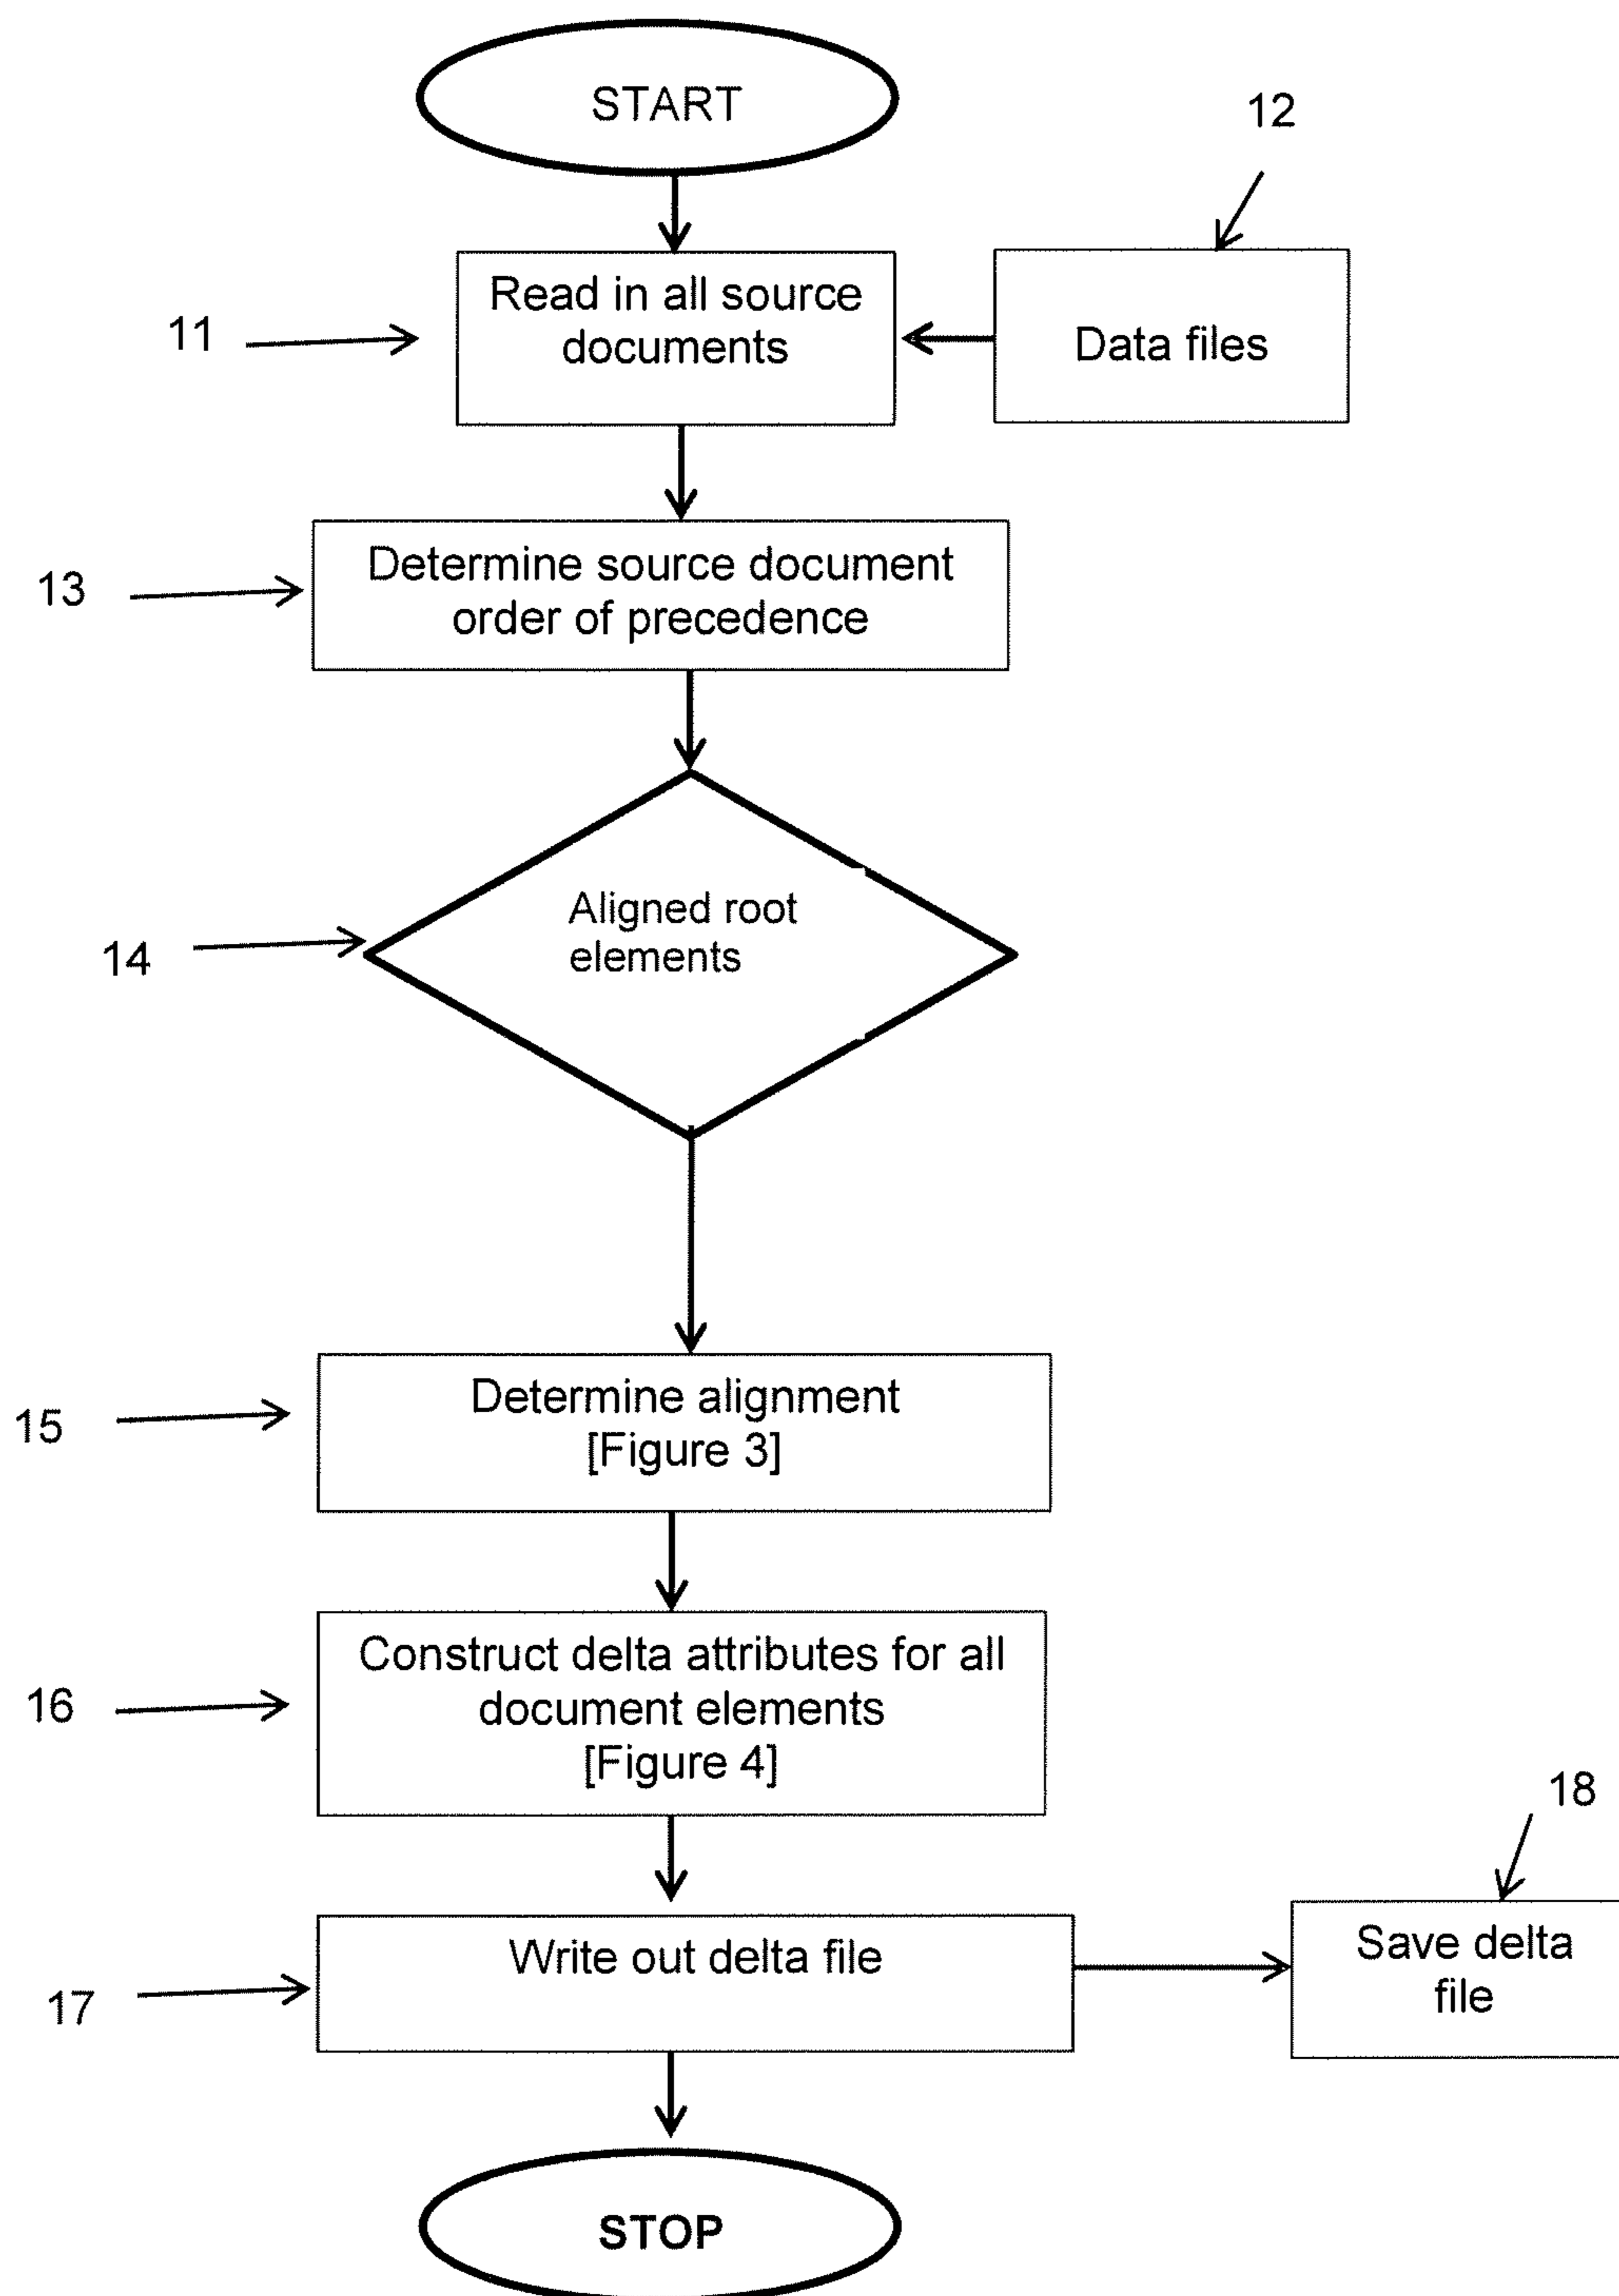 START
12
Read in all source
documents
11
Data files
Determine source document
order of precedence
13
Aligned root
elements
14
Determine alignment
[Figure 3]
15
Construct delta attributes for all
document elements
[Figure 4]
16
18
Write out delta file
Save delta
file
17
STOP